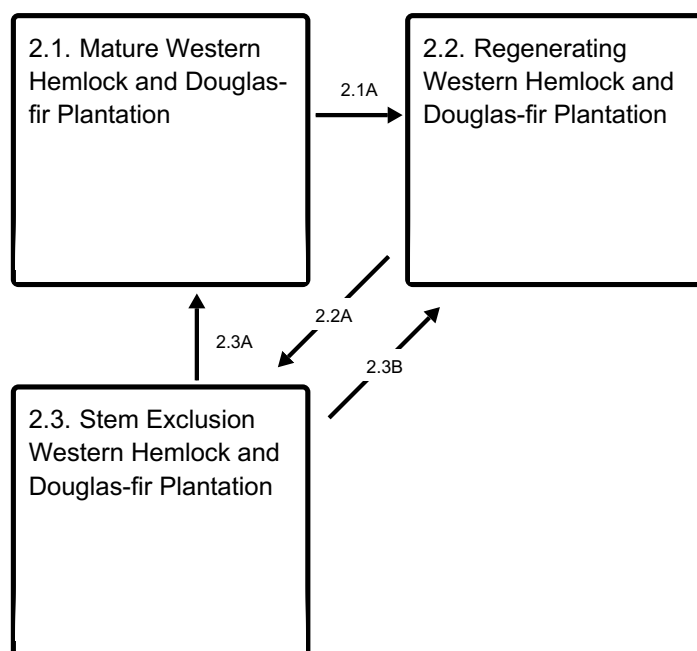 2.1. Mature Western
Hemlock and Douglas-
fir Plantation
2.1A
2.2. Regenerating
Western Hemlock and
Douglas-fir Plantation
2.2A
2.3A
2.3B
2.3. Stem Exclusion
Western Hemlock and
Douglas-fir Plantation